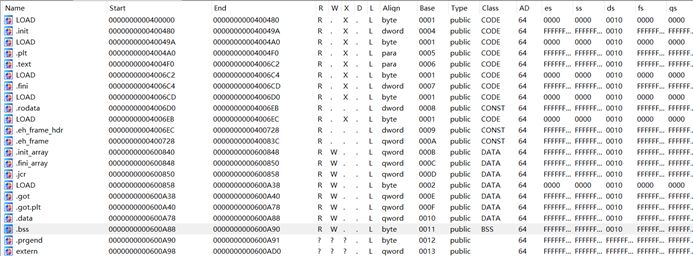 Name Start End R W X D L Align Base Type Class AD es ss ds fs gs
LOAD 0000000000400000 0000000000400480 R . X . L byte 0001 public CODE 64 0000 0000 0010 0000 0000
.init 0000000000400480 000000000040049A R . X . L dword 0004 public CODE 64 FFFFFF... FFFFFF... 0010 FFFFFF... FFFFFF...
LOAD 000000000040049A 00000000004004A0 R . X . L byte 0001 public CODE 64 0000 0000 0010 0000 0000
.plt 00000000004004A0 00000000004004F0 R . X . L para 0005 public CODE 64 FFFFFF... FFFFFF... 0010 FFFFFF... FFFFFF...
.text 00000000004004F0 00000000004006C2 R . X . L para 0006 public CODE 64 FFFFFF... FFFFFF... 0010 FFFFFF... FFFFFF...
LOAD 00000000004006C2 00000000004006C4 R . X . L byte 0001 public CODE 64 0000 0000 0010 0000 0000
.fini 00000000004006C4 00000000004006CD R . X . L dword 0007 public CODE 64 FFFFFF... FFFFFF... 0010 FFFFFF... FFFFFF...
LOAD 00000000004006CD 00000000004006D0 R . X . L byte 0001 public CODE 64 0000 0000 0010 0000 0000
.rodata 00000000004006D0 00000000004006EB R . . . L dword 0008 public CONST 64 FFFFFF... FFFFFF... 0010 FFFFFF... FFFFFF...
LOAD 00000000004006EB 00000000004006EC R . X . L byte 0001 public CODE 64 0000 0000 0010 0000 0000
.eh_frame_hdr 00000000004006EC 0000000000400728 R . . . L dword 0009 public CONST 64 FFFFFF... FFFFFF... 0010 FFFFFF... FFFFFF...
.eh_frame 0000000000400728 000000000040083C R . . . L qword 000A public CONST 64 FFFFFF... FFFFFF... 0010 FFFFFF... FFFFFF...
.init_array 0000000000600840 0000000000600848 R W . . L qword 000B public DATA 64 FFFFFF... FFFFFF... 0010 FFFFFF... FFFFFF...
.fini_array 0000000000600848 0000000000600850 R W . . L qword 000C public DATA 64 FFFFFF... FFFFFF... 0010 FFFFFF... FFFFFF...
.jcr 0000000000600850 0000000000600858 R W . . L qword 000D public DATA 64 FFFFFF... FFFFFF... 0010 FFFFFF... FFFFFF...
LOAD 0000000000600858 0000000000600A38 R W . . L byte 0002 public DATA 64 0000 0000 0010 0000 0000
.got 0000000000600A38 0000000000600A40 R W . . L qword 000E public DATA 64 FFFFFF... FFFFFF... 0010 FFFFFF... FFFFFF...
.got.plt 0000000000600A40 0000000000600A78 R W . . L qword 000F public DATA 64 FFFFFF... FFFFFF... 0010 FFFFFF... FFFFFF...
.data 0000000000600A78 0000000000600A88 R W . . L qword 0010 public DATA 64 FFFFFF... FFFFFF... 0010 FFFFFF... FFFFFF...
.bss 0000000000600A88 0000000000600A90 R W . . L byte 0011 public BSS 64 FFFFFF... FFFFFF... 0010 FFFFFF... FFFFFF...
.prgend 0000000000600A90 0000000000600A91 ? ? ? . L byte 0012 public 64 FFFFFF... FFFFFF... FFFFFF... FFFFFF... FFFFFF...
extern 0000000000600A98 0000000000600AD0 ? ? ? . L qword 0013 public 64 FFFFFF... FFFFFF... FFFFFF... FFFFFF... FFFFFF...